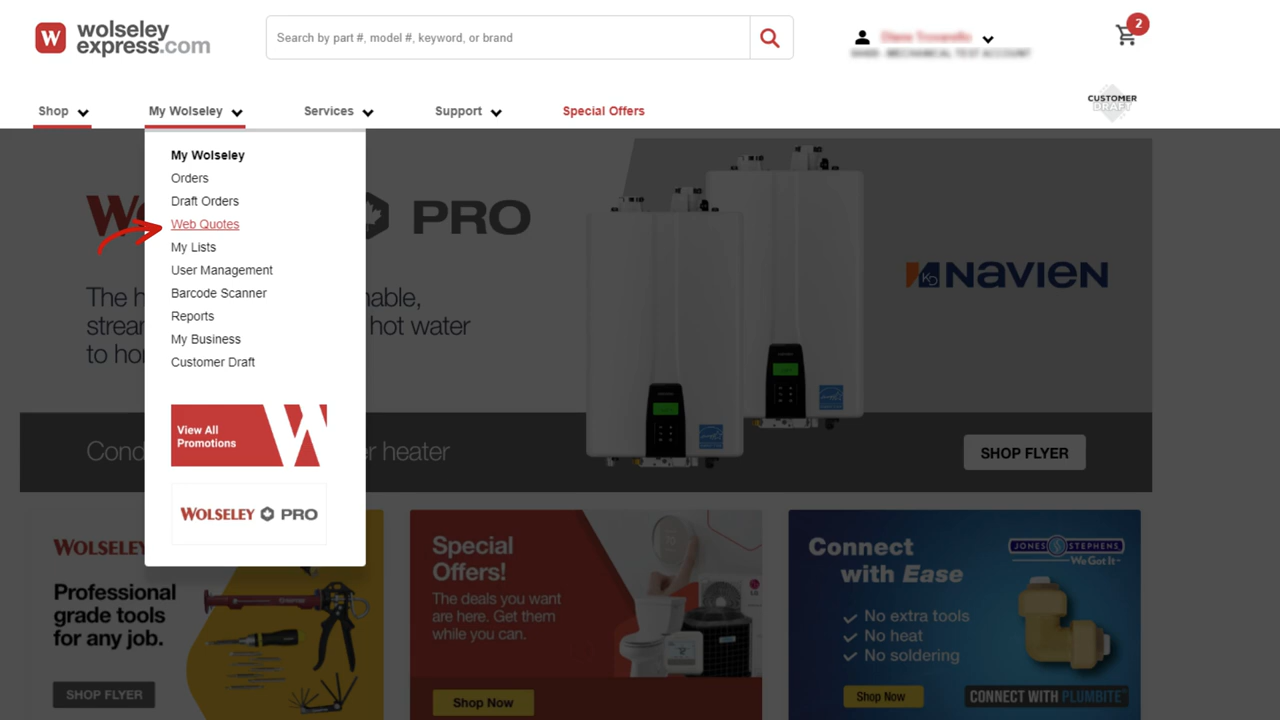 W wolseley
express.com
Search by part #, model #, keyword, or brand
2
Shop
My Wolseley
Services
Support
Special Offers
CUSTOMER
DRAFT
My Wolseley
Orders
Draft Orders
Web Quotes
My Lists
User Management
Barcode Scanner
Reports
My Business
Customer Draft
View All
Promotions
WOLSELEY PRO
PRO
The
hot water
to
heater
NAVIEN
SHOP FLYER
WOLSELEY
Professional
grade tools
for any job.
SHOP FLYER
Special
Offers!
The deals you want
are here. Get them
while you can.
Shop Now
Connect
with Ease
JONES STEPHENS
We Got It
No extra tools
No heat
No soldering
Shop Now
CONNECT WITH PLUMBITE